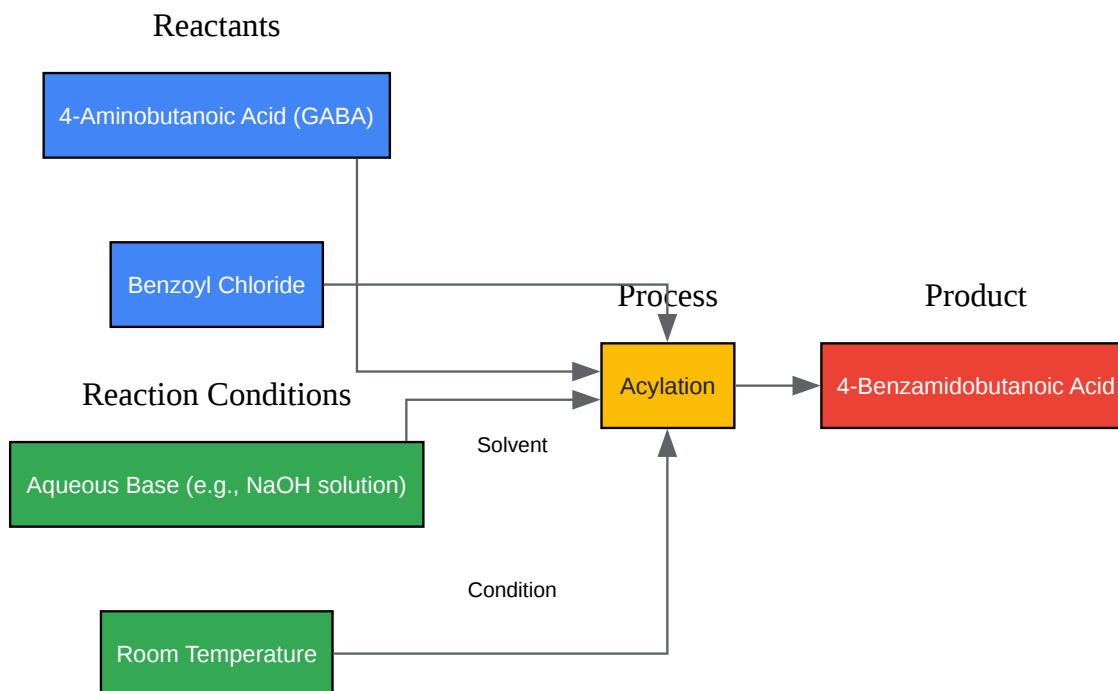 Reactants
4-Aminobutanoic Acid (GABA)
Benzoyl Chloride
Process
Product
Acylation
4-Benzamidobutanoic Acid
Reaction Conditions
Solvent
Aqueous Base (e.g., NaOH solution)
Condition
Room Temperature